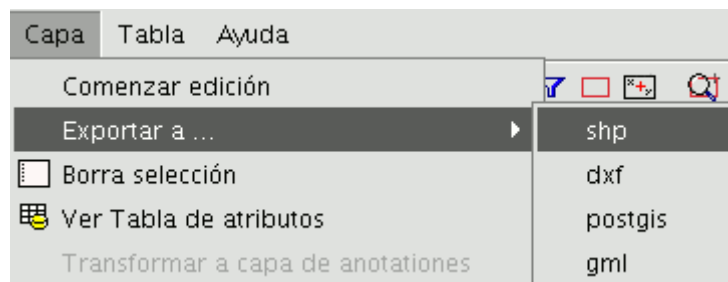 Capa Tabla Ayuda
Comenzar edición
Exportar a ...
shp
Borra selección
dxf
Ver Tabla de atributos
postgis
Transformar a capa de anotationes
gml